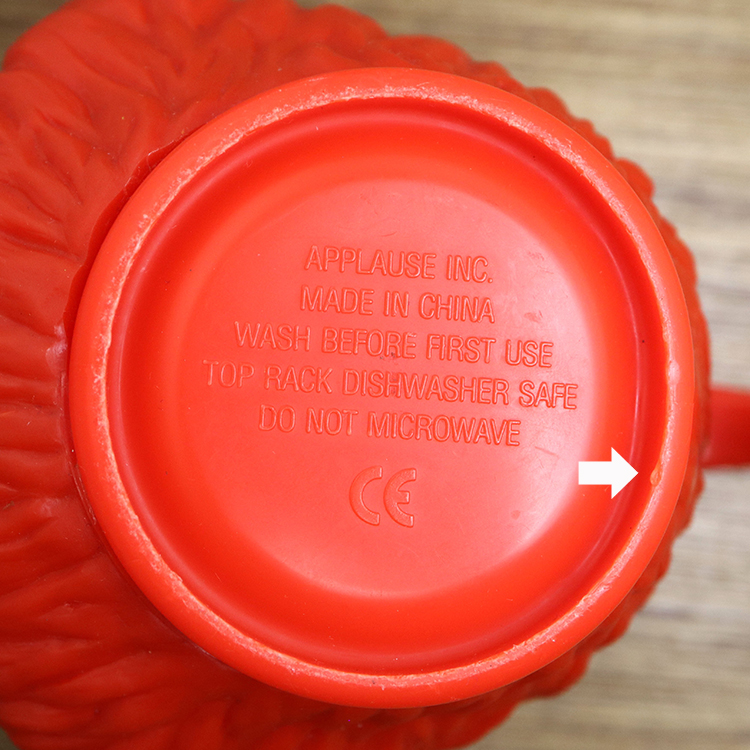 APPLAUSE INC.
MADE IN CHINA
WASH BEFORE FIRST USE
TOP RACK DISHWASHER SAFE
DO NOT MICROWAVE
CE